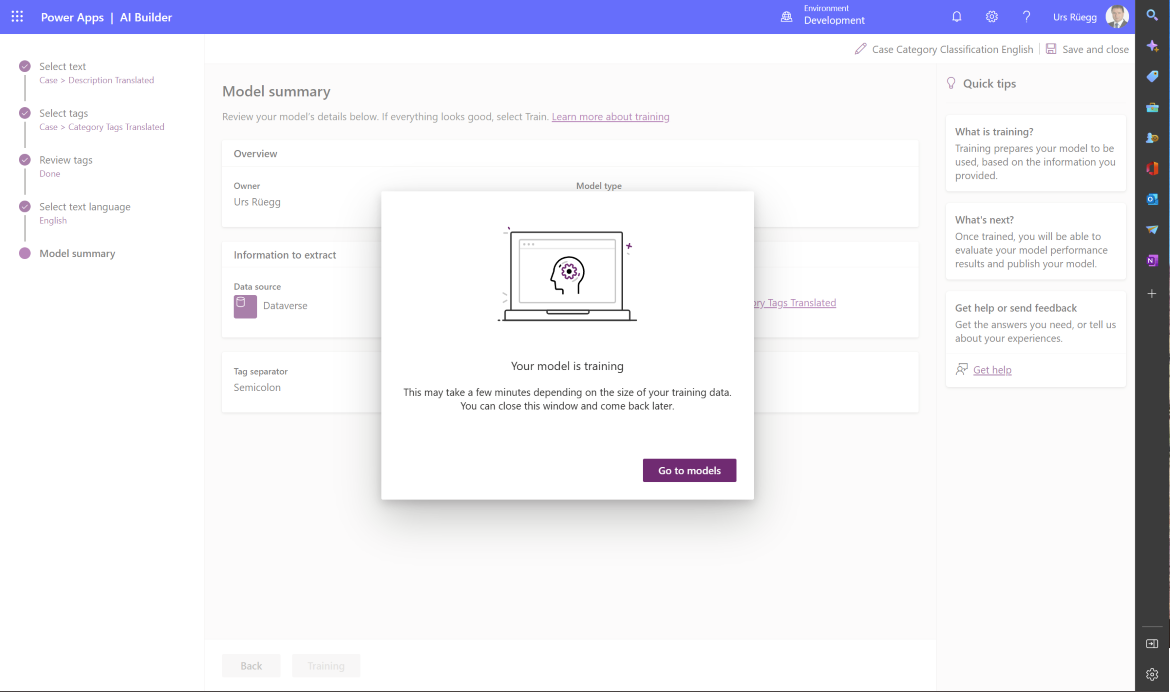 Power Apps | AI Builder
Environment
Development
Urs Rüegg
Case Category Classification English
Save and close
Select text
Case > Description Translated
Select tags
Case > Category Tags Translated
Review tags
Done
Select text language
English
Model summary
Model summary
Review your model's details below. If everything looks good, select Train. Learn more about training
Overview
Owner
Model type
Urs Rüegg
Information to extract
Data source
Dataverse
Tags Translated
Tag separator
Semicolon
Your model is training
This may take a few minutes depending on the size of your training data.
You can close this window and come back later.
Go to models
Back
Training
Quick tips
What is training?
Training prepares your model to be
used, based on the information you
provided.
What's next?
Once trained, you will be able to
evaluate your model performance
results and publish your model.
Get help or send feedback
Get the answers you need, or tell us
about your experiences.
Get help